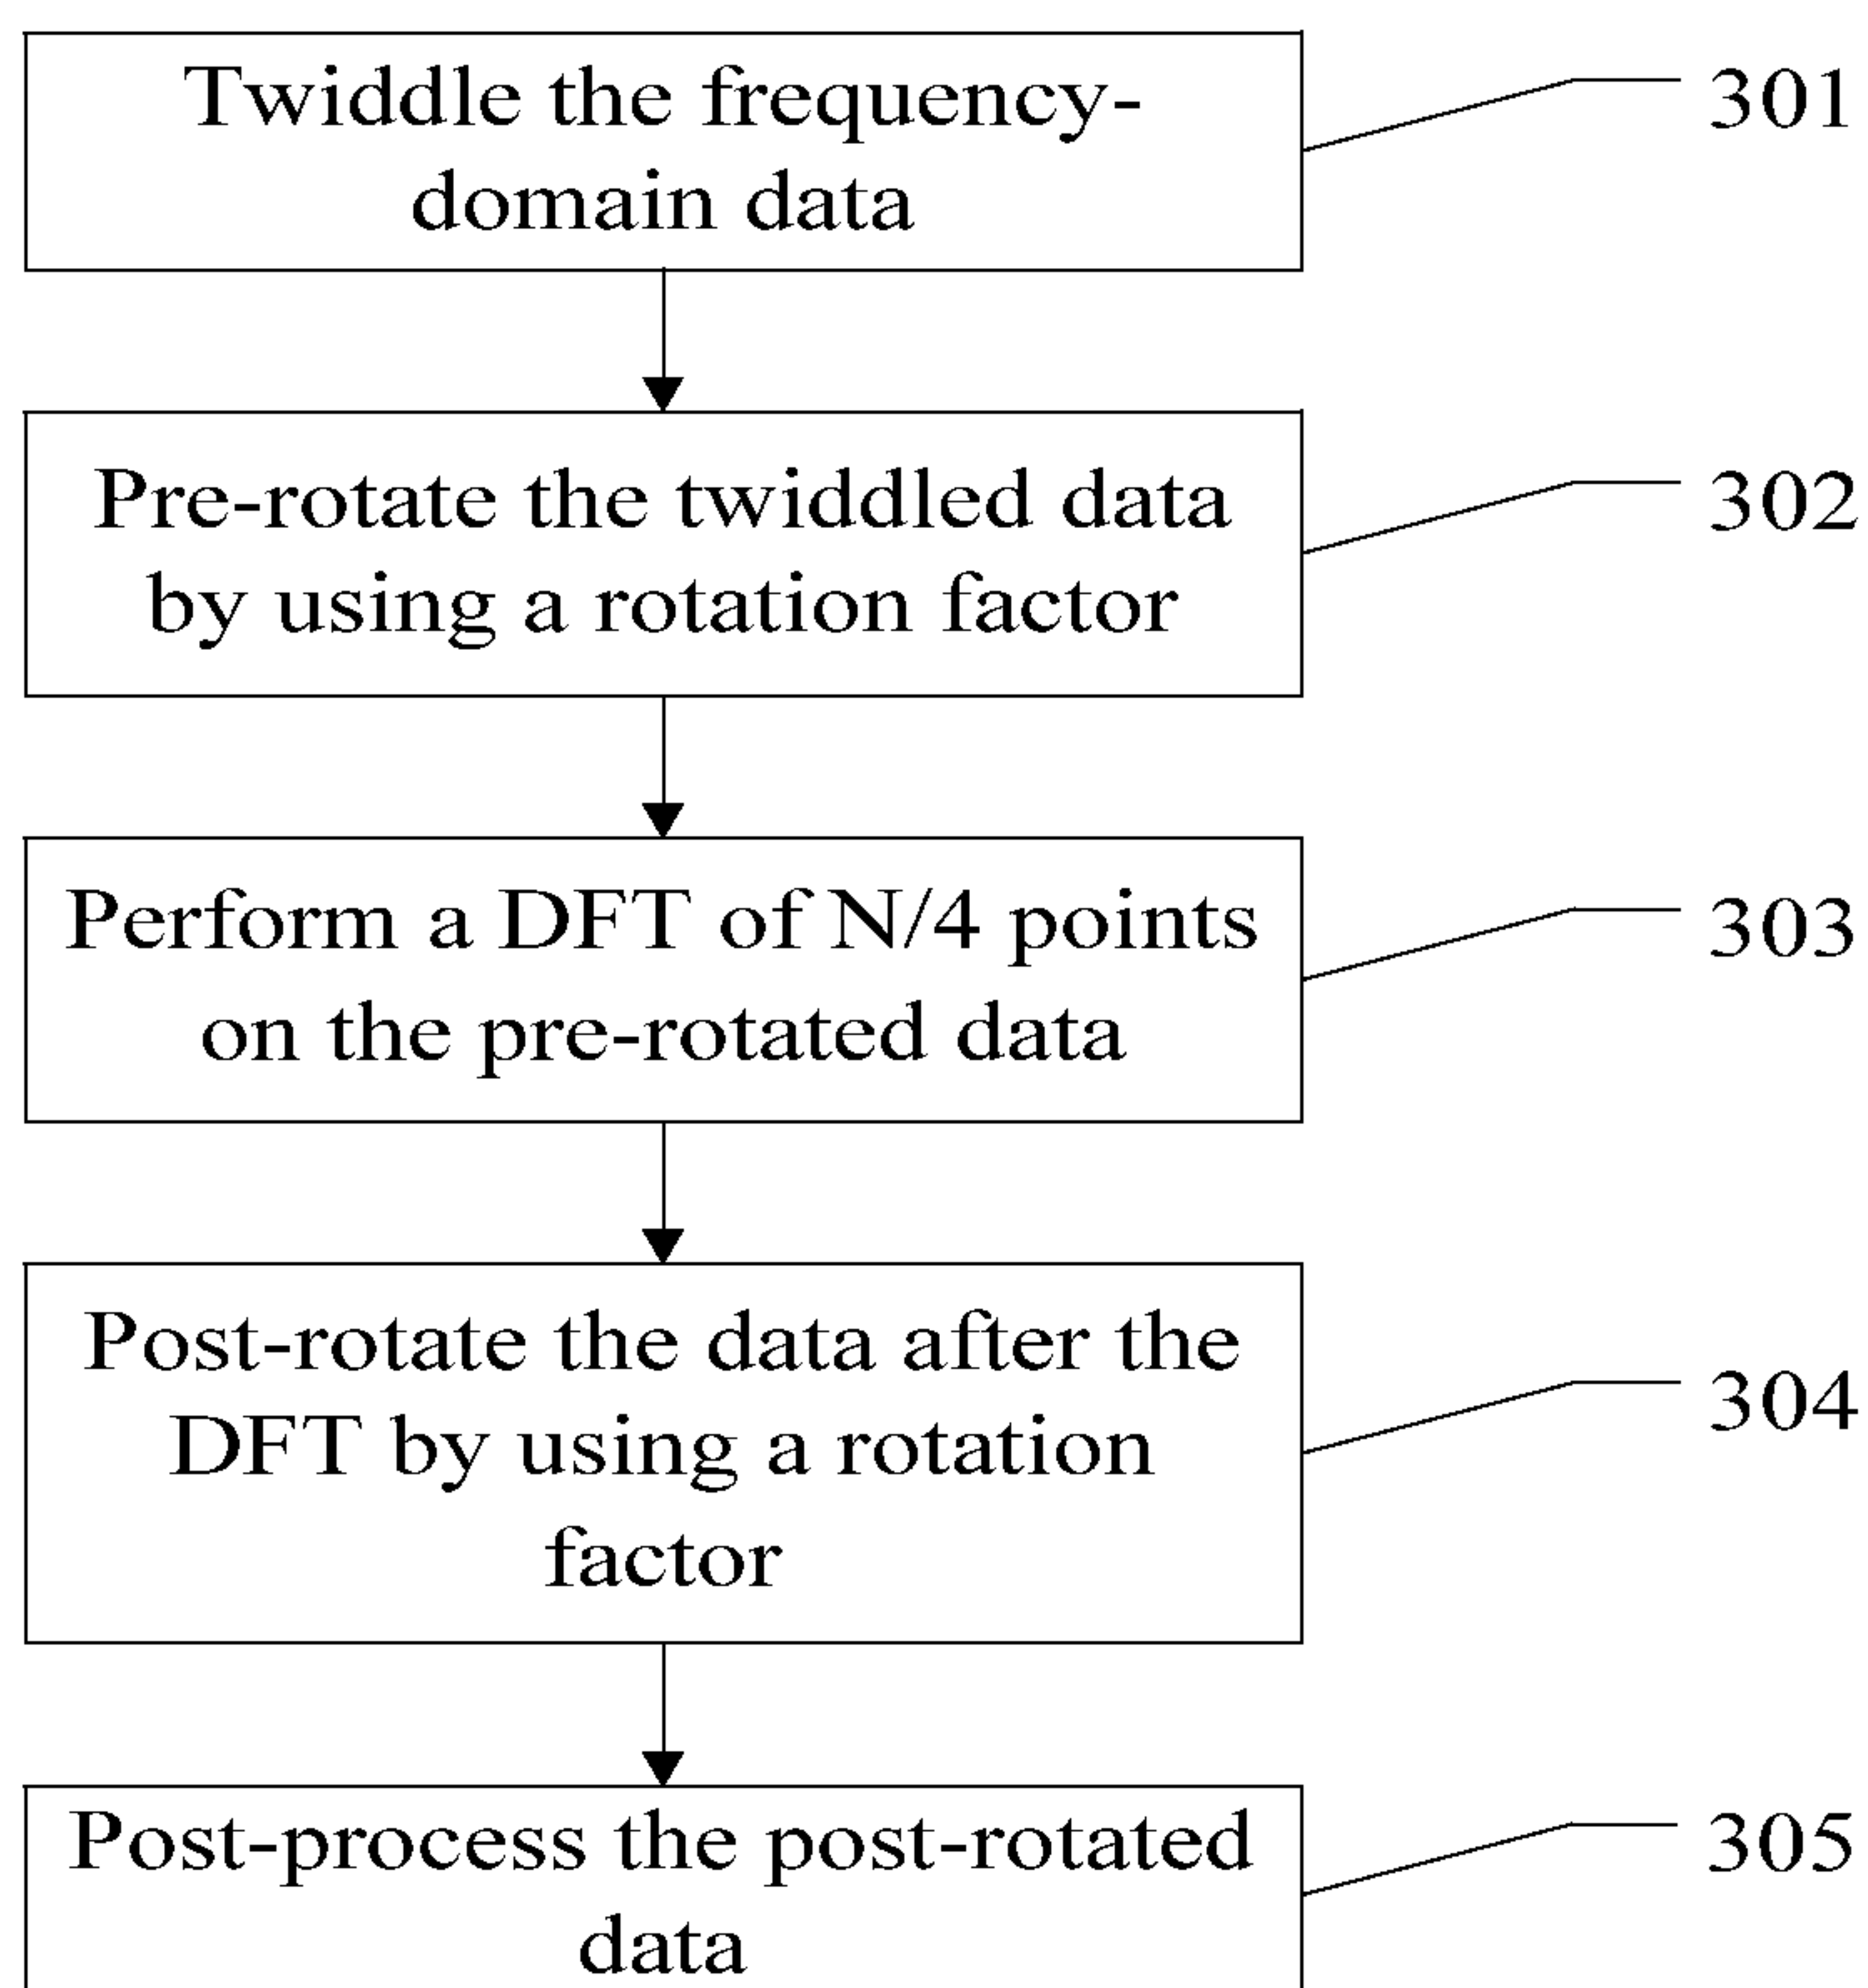 Twiddle the frequency-
domain data
301
Pre-rotate the twiddled data
by using a rotation factor
302
Perform a DFT of N/4 points
on the pre-rotated data
303
Post-rotate the data after the
DFT by using a rotation
factor
304
Post-process the post-rotated
data
305